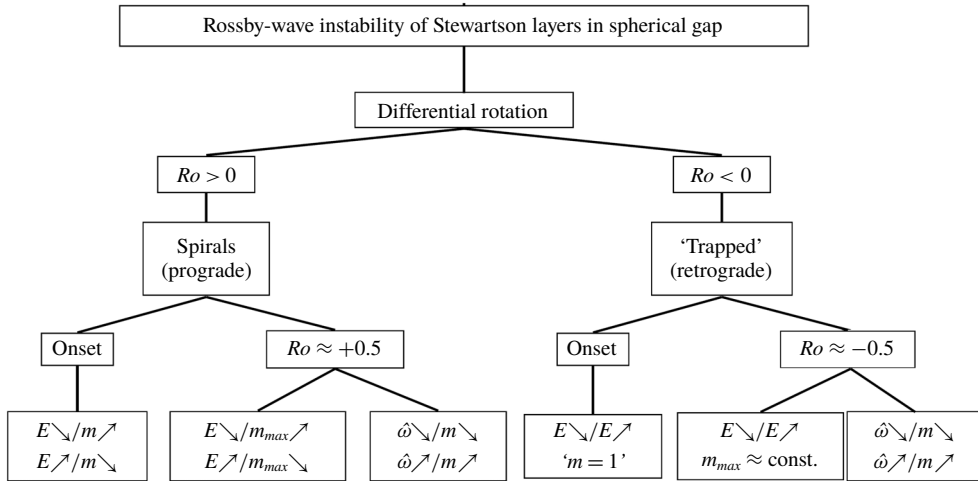 Rossby-wave instability of Stewartson layers in spherical gap
Differential rotation
Ro > 0
Ro < 0
Spirals
(prograde)
‘Trapped’
(retrograde)
Onset
Ro ≈ +0.5
Onset
Ro ≈ −0.5
E↘/m↗
E↗/m↘
E↘/m_max↗
E↗/m_max↘
ω̂↘/m↘
ω̂↗/m↗
E↘/E↗
‘m = 1’
E↘/E↗
m_max ≈ const.
ω̂↘/m↘
ω̂↗/m↗